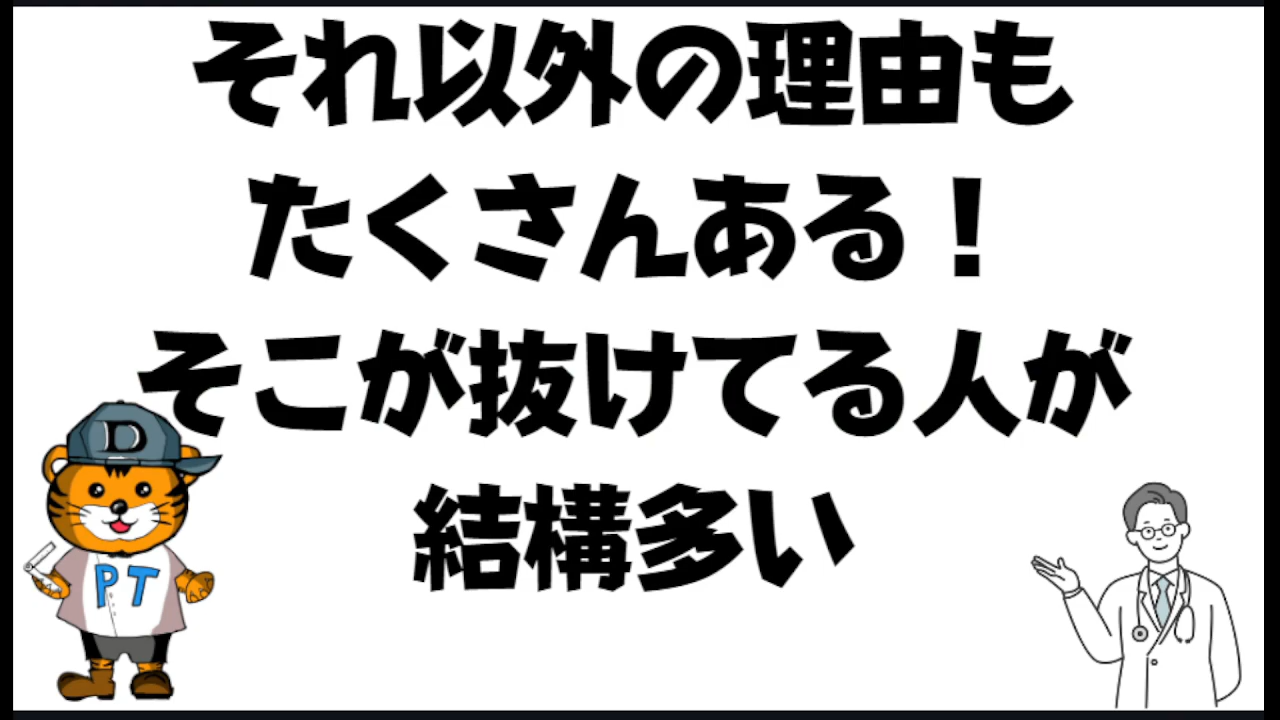 それ以外の理由も
たくさんある！
そこが抜けてる人が
結構多い
D
PT